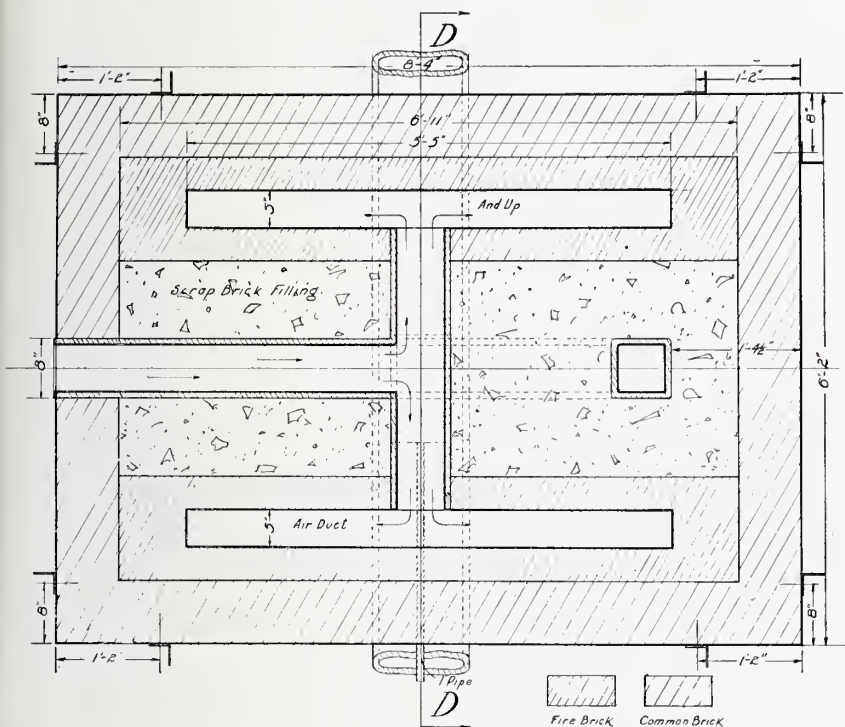 D
8'-4"
1'-2"
1'-2"
8"
8"
6'-11"
5'-5"
5"
And Up
Scrap Brick Filling
8"
1'-4½"
6'-2"
5"
Air Duct
8"
8"
1'-2"
1'-2"
1" Pipe
D
Fire Brick
Common Brick